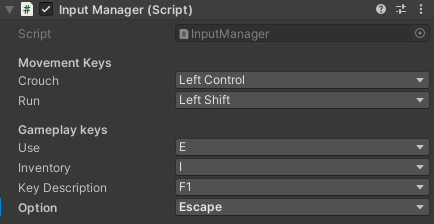 Input Manager (Script)
Script InputManager
Movement Keys
Crouch Left Control
Run Left Shift
Gameplay keys
Use E
Inventory I
Key Description F1
Option Escape